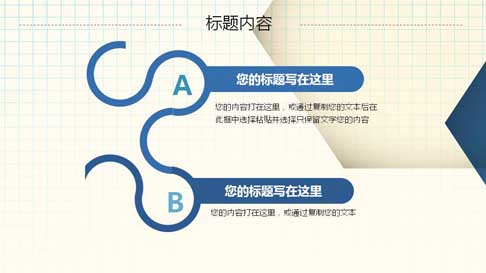 标题内容
A
您的标题写在这里
您的内容打在这里，或通过复制您的文本后在
此框中选择粘贴并选择只保留文字您的内容
B
您的标题写在这里
您的内容打在这里，或通过复制您的文本